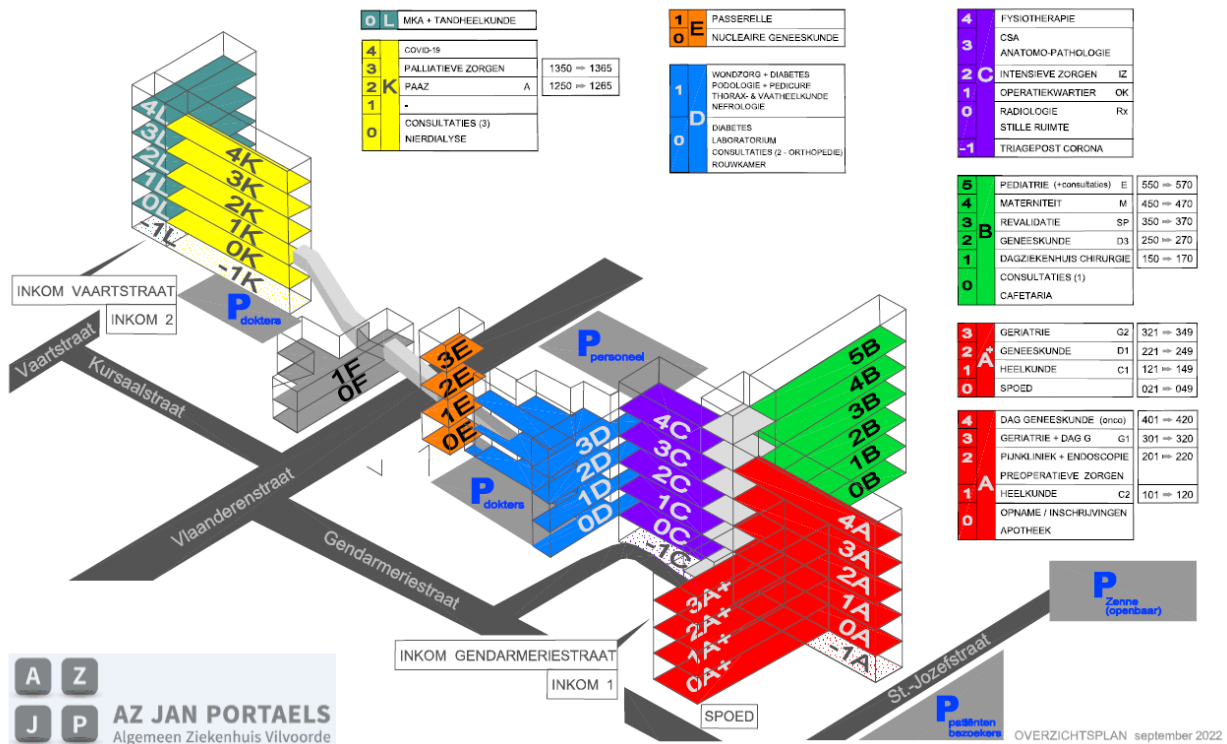 0 L MKA + TANDHEELKUNDE
K
4 COVID-19
3 PALLIATIEVE ZORGEN 1350 ⇨ 1365
2 PAAZ A 1250 ⇨ 1265
1 -
0 CONSULTATIES (3)
NIERDIALYSE
E
1 PASSERELLE
0 NUCLEAIRE GENEESKUNDE
D
1 WONDZORG + DIABETES
PODOLOGIE + PEDICURE
THORAX- & VAATHEELKUNDE
NEFROLOGIE
0 DIABETES
LABORATORIUM
CONSULTATIES (2 - ORTHOPEDIE)
ROUWKAMER
C
4 FYSIOTHERAPIE
3 CSA
ANATOMO-PATHOLOGIE
2 INTENSIEVE ZORGEN IZ
1 OPERATIEKWARTIER OK
0 RADIOLOGIE Rx
STILLE RUIMTE
-1 TRIAGEPOST CORONA
B
5 PEDIATRIE (+consultaties) E 550 ⇨ 570
4 MATERNITEIT M 450 ⇨ 470
3 REVALIDATIE SP 350 ⇨ 370
2 GENEESKUNDE D3 250 ⇨ 270
1 DAGZIEKENHUIS CHIRURGIE 150 ⇨ 170
0 CONSULTATIES (1)
CAFETARIA
A+
3 GERIATRIE G2 321 ⇨ 349
2 GENEESKUNDE D1 221 ⇨ 249
1 HEELKUNDE C1 121 ⇨ 149
0 SPOED 021 ⇨ 049
A
4 DAG GENEESKUNDE (onco) 401 ⇨ 420
3 GERIATRIE + DAG G G1 301 ⇨ 320
2 PIJNKLINIEK + ENDOSCOPIE 201 ⇨ 220
PREOPERATIEVE ZORGEN
1 HEELKUNDE C2 101 ⇨ 120
0 OPNAME / INSCHRIJVINGEN
APOTHEEK
4L
3L
2L
1L
0L
-1L
4K
3K
2K
1K
0K
-1K
INKOM VAARTSTRAAT
INKOM 2
P
dokters
Vaartstraat
Kursaalstraat
1F
0F
3E
2E
1E
0E
P
personeel
P
dokters
3D
2D
1D
0D
4C
3C
2C
1C
0C
-1C
5B
4B
3B
2B
1B
0B
4A
3A
2A
1A
0A
-1A
3A+
2A+
1A+
0A+
Vlaanderenstraat
Gendarmeriestraat
INKOM GENDARMERIESTRAAT
INKOM 1
SPOED
St.-Jozefstraat
P
Zenne
(openbaar)
P
patiënten
bezoekers
A Z
J P
AZ JAN PORTAELS
Algemeen Ziekenhuis Vilvoorde
OVERZICHTSPLAN september 2022